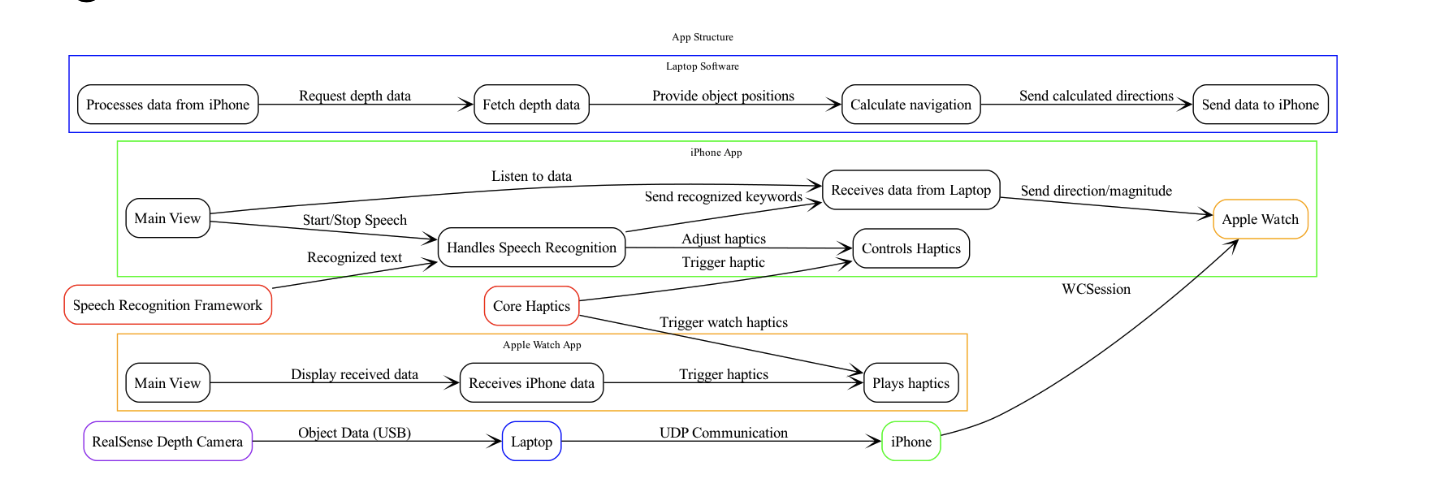 App Structure
Laptop Software
Processes data from iPhone
Request depth data
Fetch depth data
Provide object positions
Calculate navigation
Send calculated directions
Send data to iPhone
iPhone App
Main View
Listen to data
Start/Stop Speech
Recognized text
Handles Speech Recognition
Send recognized keywords
Adjust haptics
Trigger haptic
Receives data from Laptop
Controls Haptics
Send direction/magnitude
Apple Watch
Speech Recognition Framework
Core Haptics
Trigger watch haptics
WCSession
Apple Watch App
Main View
Display received data
Receives iPhone data
Trigger haptics
Plays haptics
RealSense Depth Camera
Object Data (USB)
Laptop
UDP Communication
iPhone